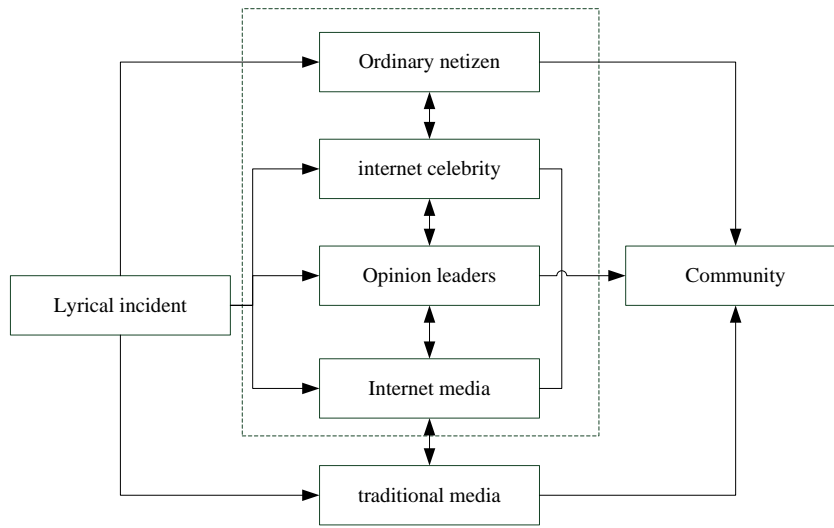 Ordinary netizen
internet celebrity
Opinion leaders
Community
Lyrical incident
Internet media
traditional media